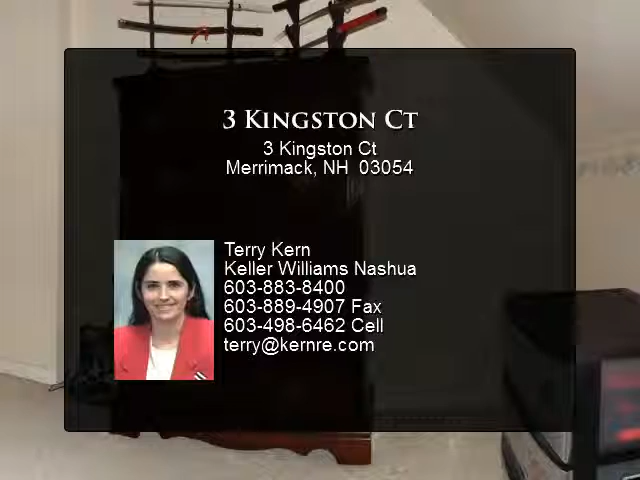 3 Kingston Ct
3 Kingston Ct
Merrimack, NH 03054
Terry Kern
Keller Williams Nashua
603-883-8400
603-889-4907 Fax
603-498-6462 Cell
terry@kernre.com